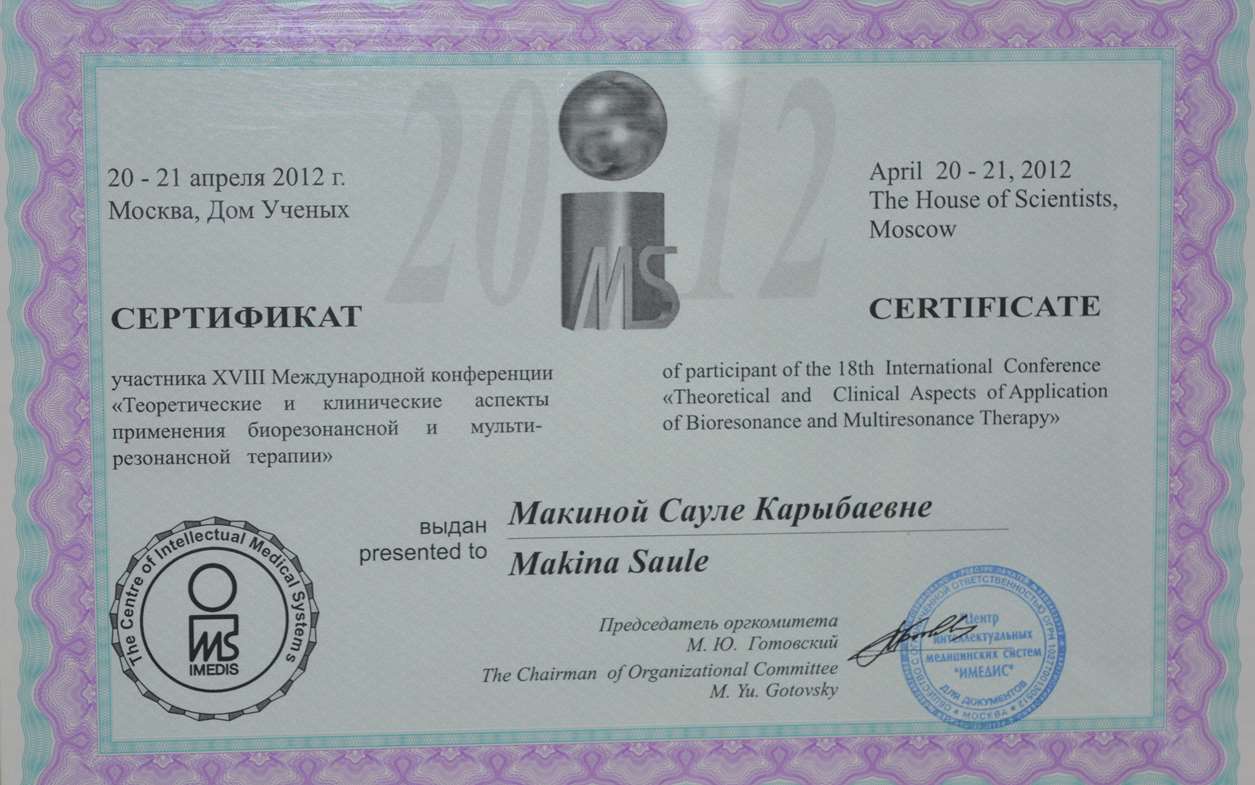 2012
20 - 21 апреля 2012 г.
Москва, Дом Ученых
April 20 - 21, 2012
The House of Scientists,
Moscow
MS
СЕРТИФИКАТ
CERTIFICATE
участника XVIII Международной конференции
«Теоретические и клинические аспекты
применения биорезонансной и мульти-
резонансной терапии»
of participant of the 18th International Conference
«Theoretical and Clinical Aspects of Application
of Bioresonance and Multiresonance Therapy»
выдан
presented to
Макиной Сауле Карыбаевне
Makina Saule
The Centre of Intellectual Medical Systems
MS
IMEDIS
Председатель оргкомитета
М. Ю. Готовский
The Chairman of Organizational Committee
M. Yu. Gotovsky
Центр
интеллектуальных
медицинских систем
"ИМЕДИС"
ДЛЯ ДОКУМЕНТОВ
МОСКВА